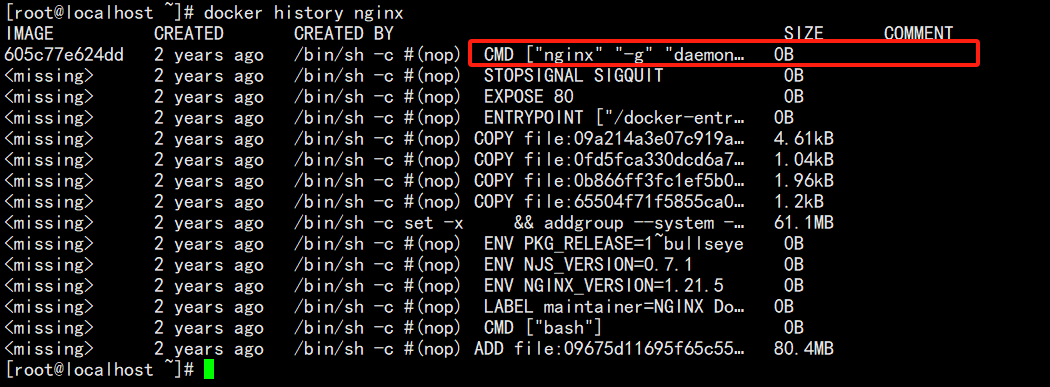 [root@localhost ~]# docker history nginx
IMAGE CREATED CREATED BY SIZE COMMENT
605c77e624dd 2 years ago /bin/sh -c #(nop) CMD ["nginx" "-g" "daemon… 0B
<missing> 2 years ago /bin/sh -c #(nop) STOPSIGNAL SIGQUIT 0B
<missing> 2 years ago /bin/sh -c #(nop) EXPOSE 80 0B
<missing> 2 years ago /bin/sh -c #(nop) ENTRYPOINT ["/docker-entr… 0B
<missing> 2 years ago /bin/sh -c #(nop) COPY file:09a214a3e07c919a… 4.61kB
<missing> 2 years ago /bin/sh -c #(nop) COPY file:0fd5fca330dcd6a7… 1.04kB
<missing> 2 years ago /bin/sh -c #(nop) COPY file:0b866ff3fc1ef5b0… 1.96kB
<missing> 2 years ago /bin/sh -c #(nop) COPY file:65504f71f5855ca0… 1.2kB
<missing> 2 years ago /bin/sh -c set -x && addgroup --system -… 61.1MB
<missing> 2 years ago /bin/sh -c #(nop) ENV PKG_RELEASE=1~bullseye 0B
<missing> 2 years ago /bin/sh -c #(nop) ENV NJS_VERSION=0.7.1 0B
<missing> 2 years ago /bin/sh -c #(nop) ENV NGINX_VERSION=1.21.5 0B
<missing> 2 years ago /bin/sh -c #(nop) LABEL maintainer=NGINX Do… 0B
<missing> 2 years ago /bin/sh -c #(nop) CMD ["bash"] 0B
<missing> 2 years ago /bin/sh -c #(nop) ADD file:09675d11695f65c55… 80.4MB
[root@localhost ~]#